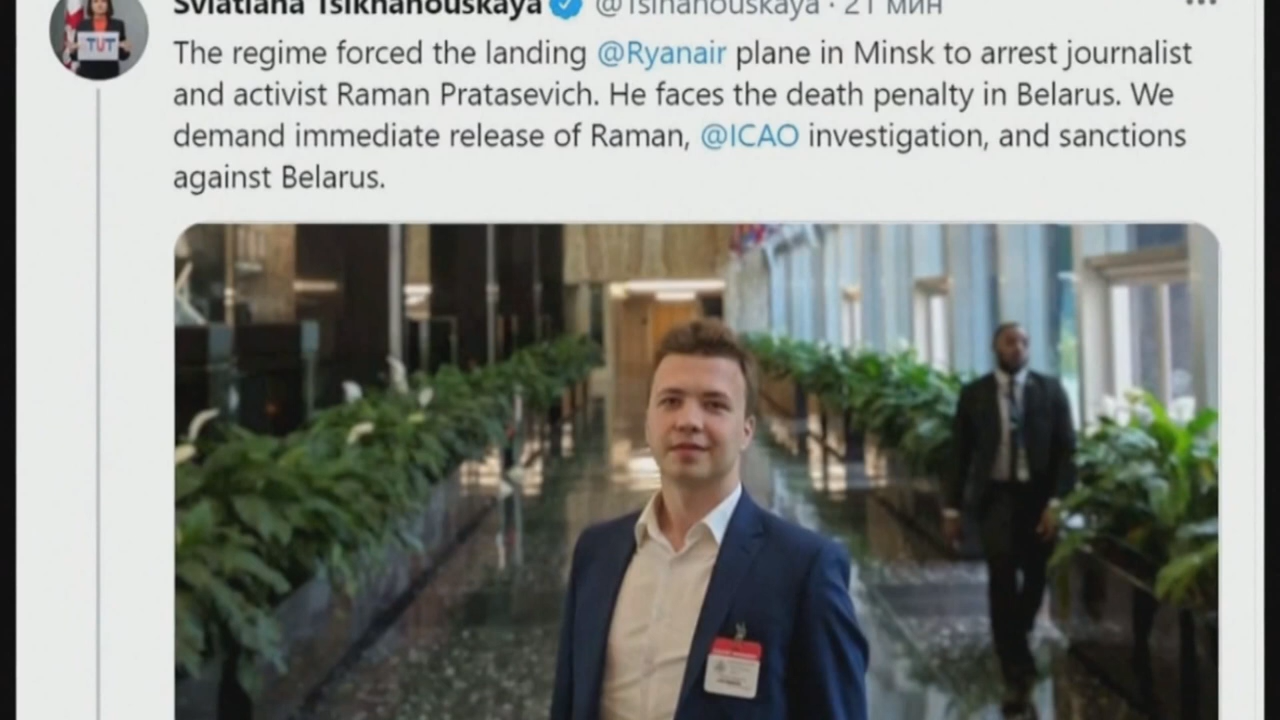 Sviatlana Tsikhanouskaya @Tsihanouskaya · 21 мин
The regime forced the landing @Ryanair plane in Minsk to arrest journalist
and activist Raman Pratasevich. He faces the death penalty in Belarus. We
demand immediate release of Raman, @ICAO investigation, and sanctions
against Belarus.
TUT